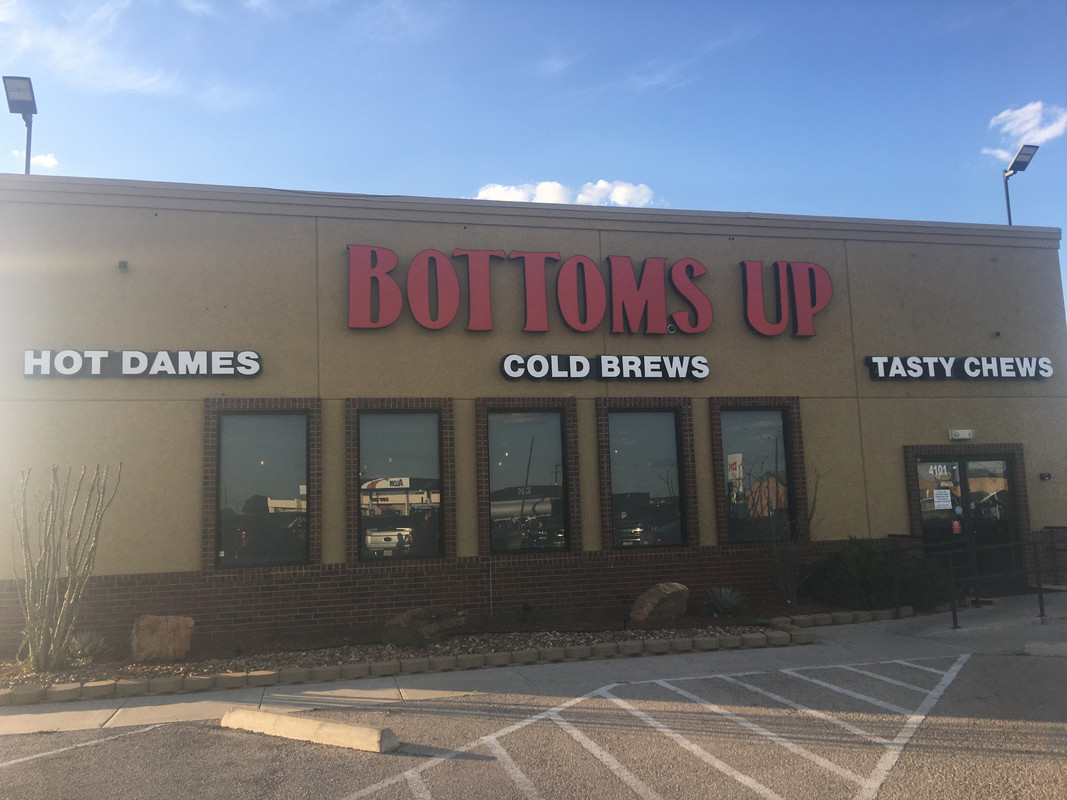 BOTTOMS UP
HOT DAMES
COLD BREWS
TASTY CHEWS
4101